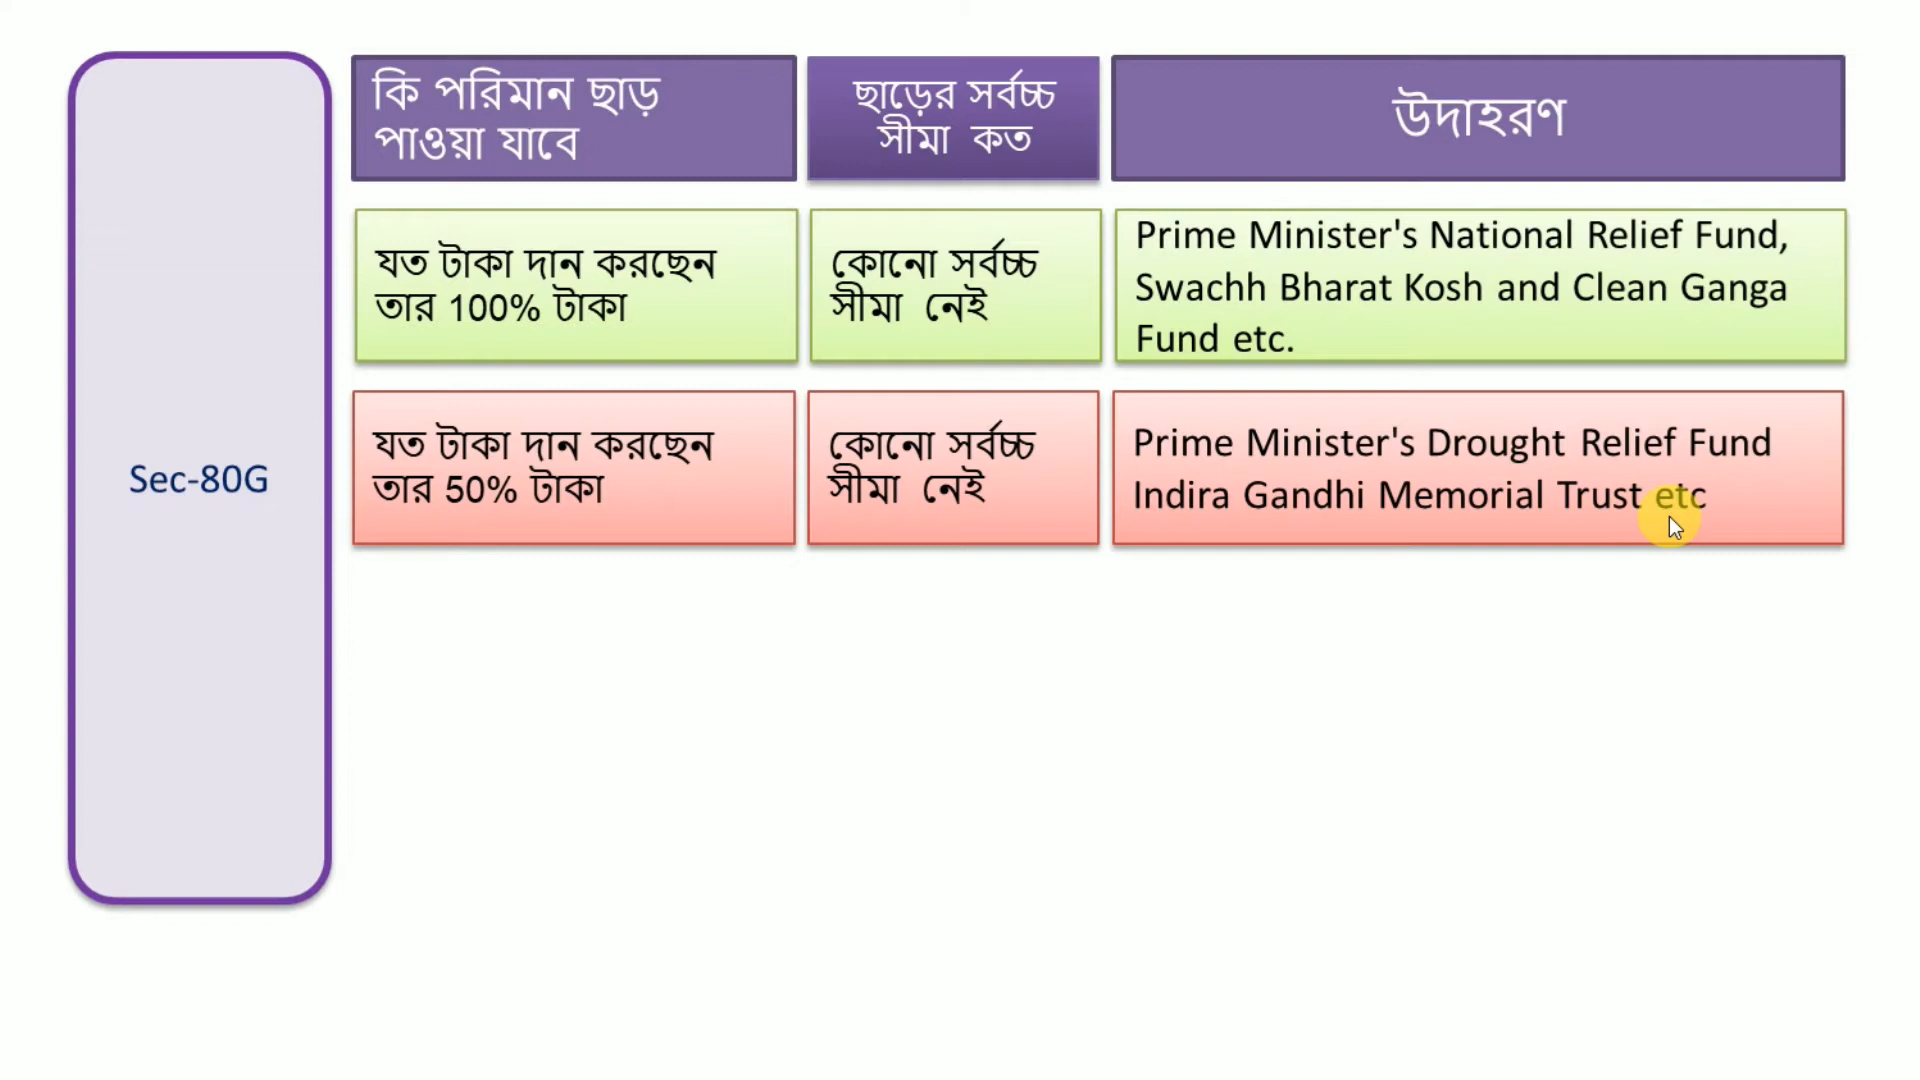 Sec-80G
কি পরিমান ছাড়
পাওয়া যাবে
ছাড়ের সর্বচ্চ
সীমা কত
উদাহরণ
যত টাকা দান করছেন
তার 100% টাকা
কোনো সর্বচ্চ
সীমা নেই
Prime Minister's National Relief Fund,
Swachh Bharat Kosh and Clean Ganga
Fund etc.
যত টাকা দান করছেন
তার 50% টাকা
কোনো সর্বচ্চ
সীমা নেই
Prime Minister's Drought Relief Fund
Indira Gandhi Memorial Trust etc